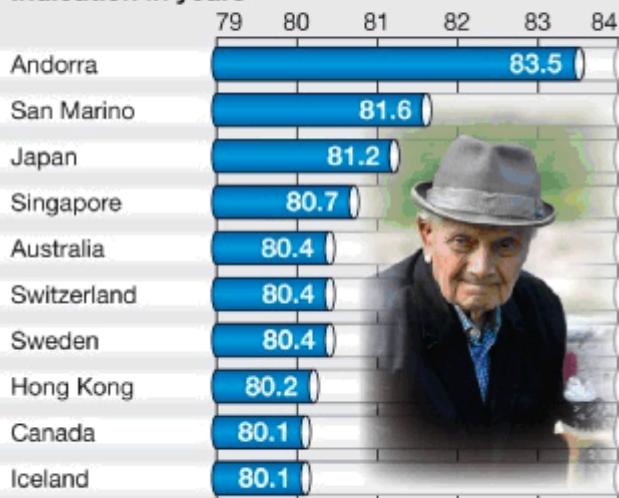 79 80 81 82 83 84
Andorra 83.5
San Marino 81.6
Japan 81.2
Singapore 80.7
Australia 80.4
Switzerland 80.4
Sweden 80.4
Hong Kong 80.2
Canada 80.1
Iceland 80.1